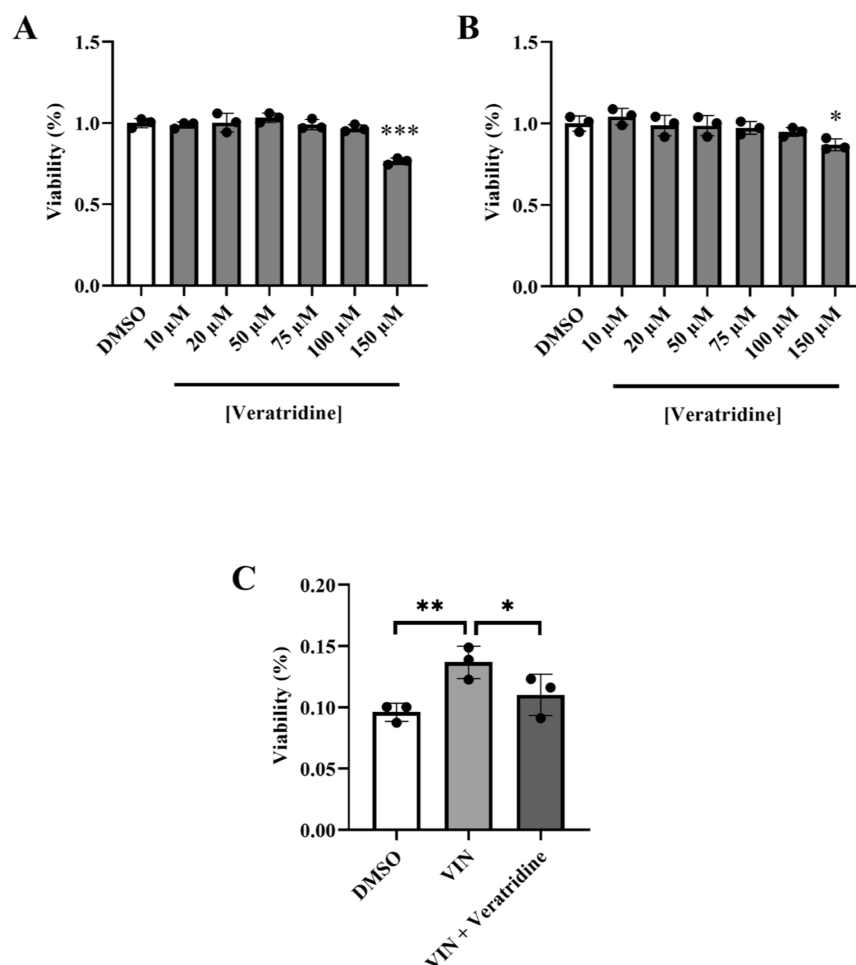 A
Viability (%)
1.5
1.0
0.5
0.0
***
DMSO
10 µM
20 µM
50 µM
75 µM
100 µM
150 µM
[Veratridine]
B
Viability (%)
1.5
1.0
0.5
0.0
*
DMSO
10 µM
20 µM
50 µM
75 µM
100 µM
150 µM
[Veratridine]
C
Viability (%)
0.20
0.15
0.10
0.05
0.00
**
*
DMSO
VIN
VIN + Veratridine